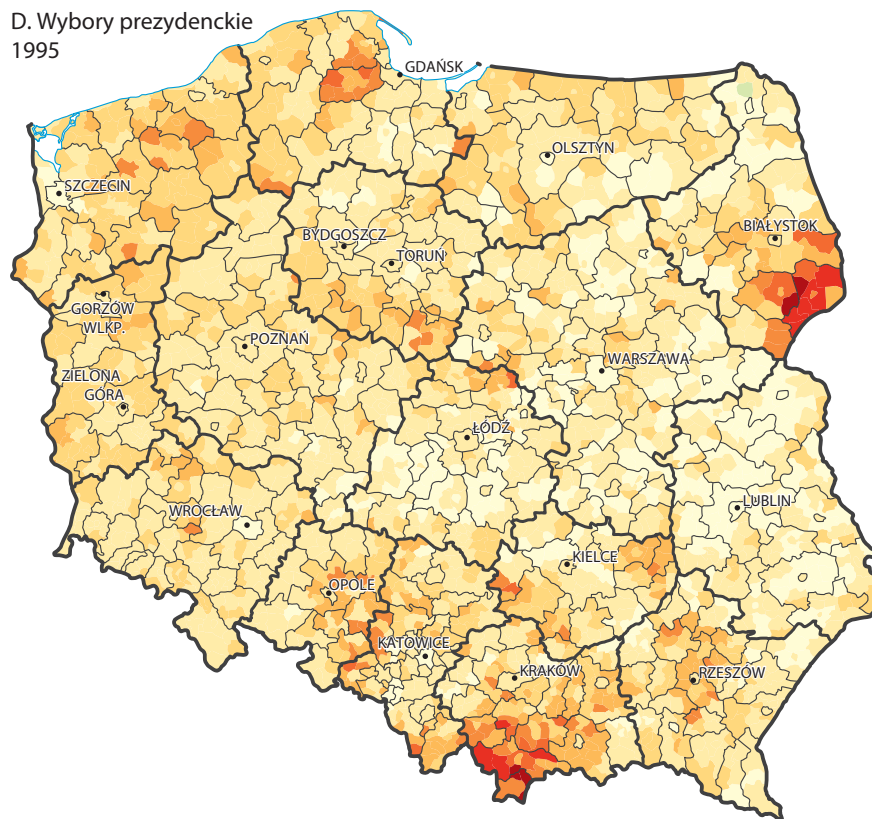 D. Wybory prezydenckie
1995
GDAŃSK
OLSZTYN
SZCZECIN
BIAŁYSTOK
BYDGOSZCZ
TORUŃ
GORZÓW
WLKP.
POZNAŃ
WARSZAWA
ZIELONA
GÓRA
ŁÓDŹ
LUBLIN
WROCŁAW
KIELCE
OPOLE
KATOWICE
KRAKÓW
RZESZÓW